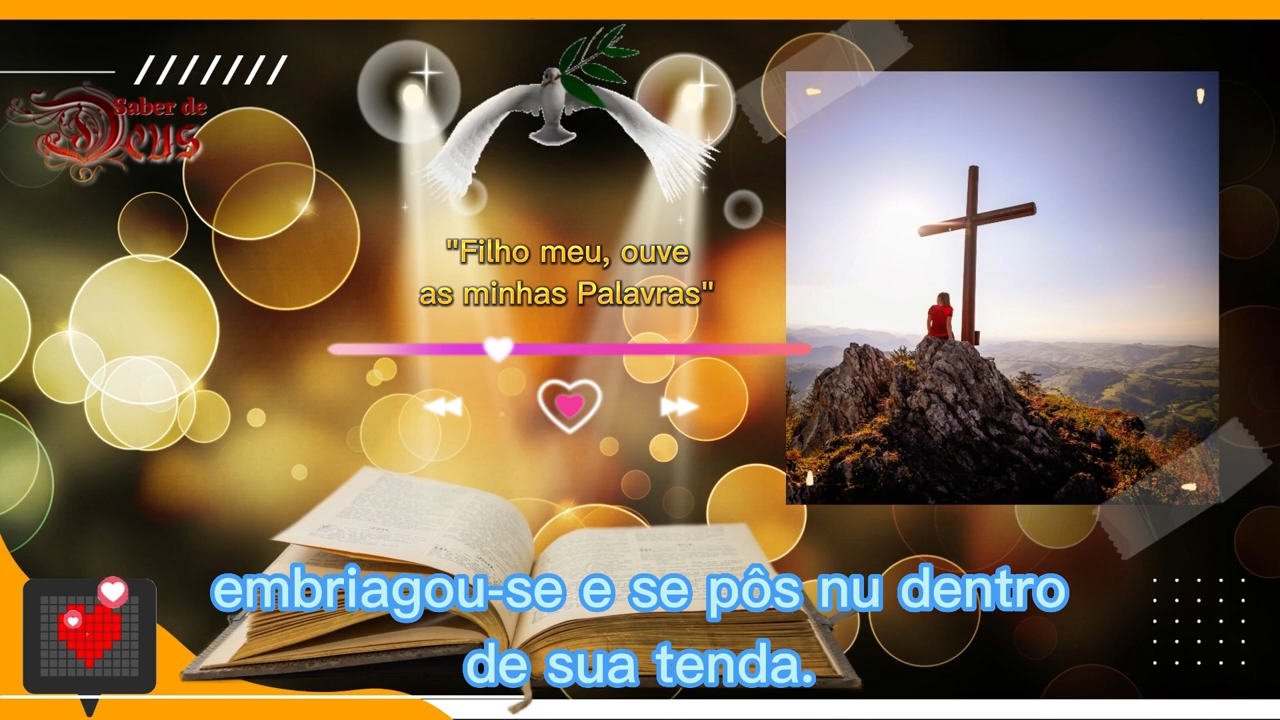 Saber de
Deus
"Filho meu, ouve
as minhas Palavras"
embriagou-se e se pôs nu dentro
de sua tenda.